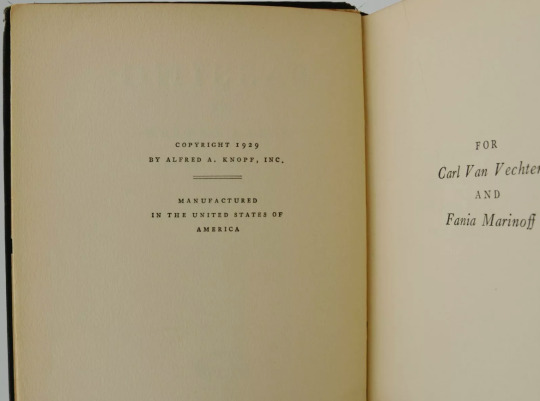 COPYRIGHT 1929
BY ALFRED A. KNOPF, INC.
MANUFACTURED
IN THE UNITED STATES OF
AMERICA
FOR
Carl Van Vechten
AND
Fania Marinoff